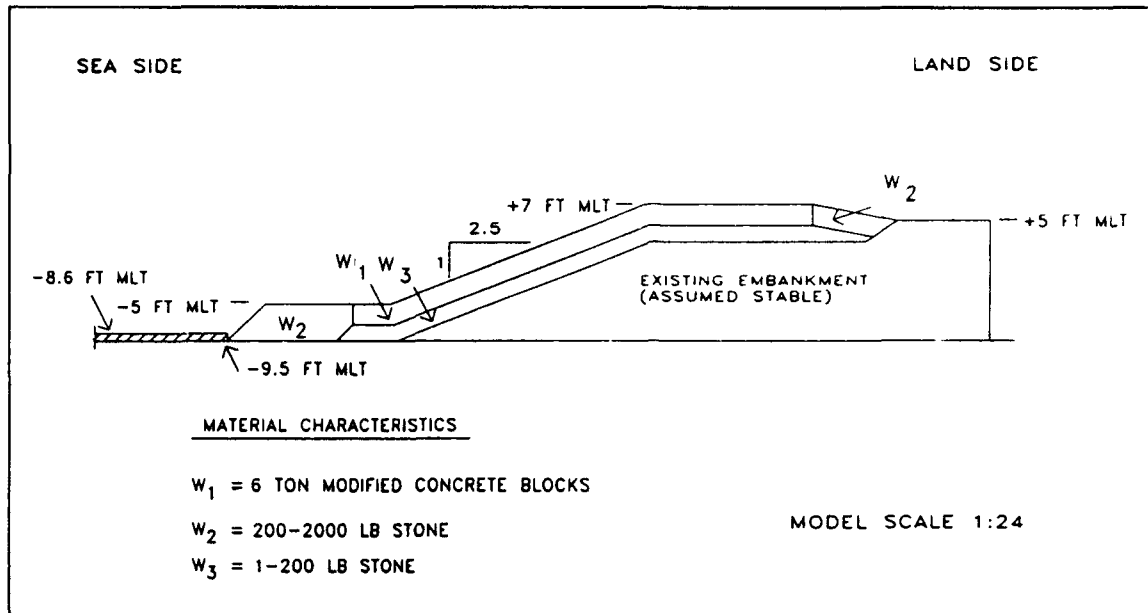 SEA SIDE
LAND SIDE
W2
+7 FT MLT
+5 FT MLT
2.5
1
W1 W3
-8.6 FT MLT
-5 FT MLT
EXISTING EMBANKMENT
(ASSUMED STABLE)
W2
-9.5 FT MLT
MATERIAL CHARACTERISTICS
W1 = 6 TON MODIFIED CONCRETE BLOCKS
W2 = 200-2000 LB STONE
W3 = 1-200 LB STONE
MODEL SCALE 1:24